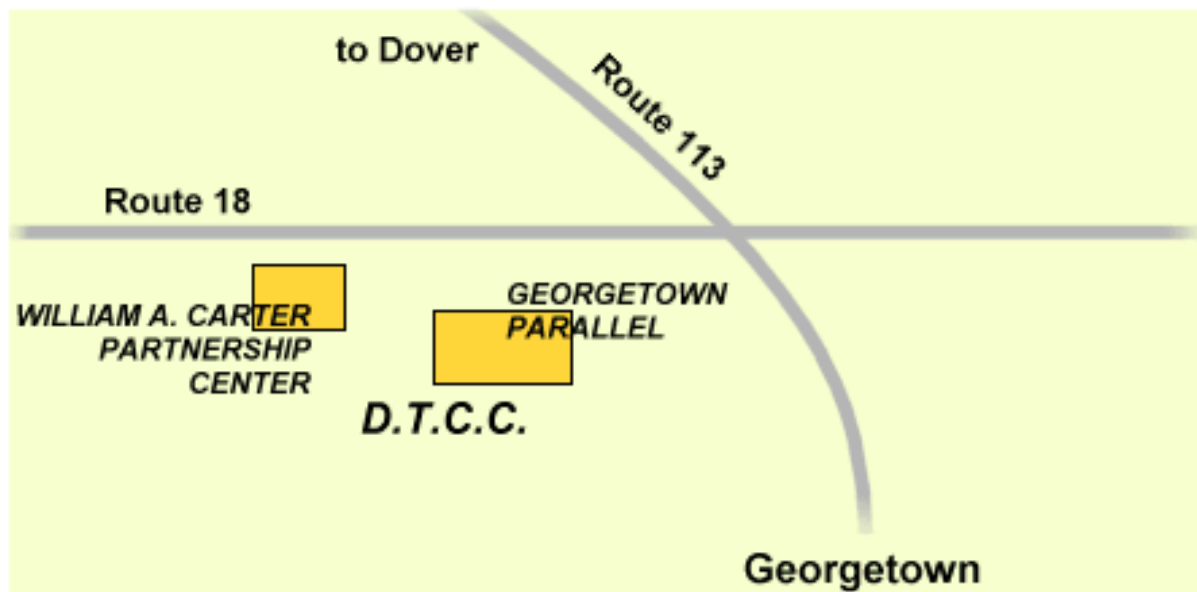 to Dover
Route 113
Route 18
WILLIAM A. CARTER
PARTNERSHIP
CENTER
GEORGETOWN
PARALLEL
D.T.C.C.
Georgetown